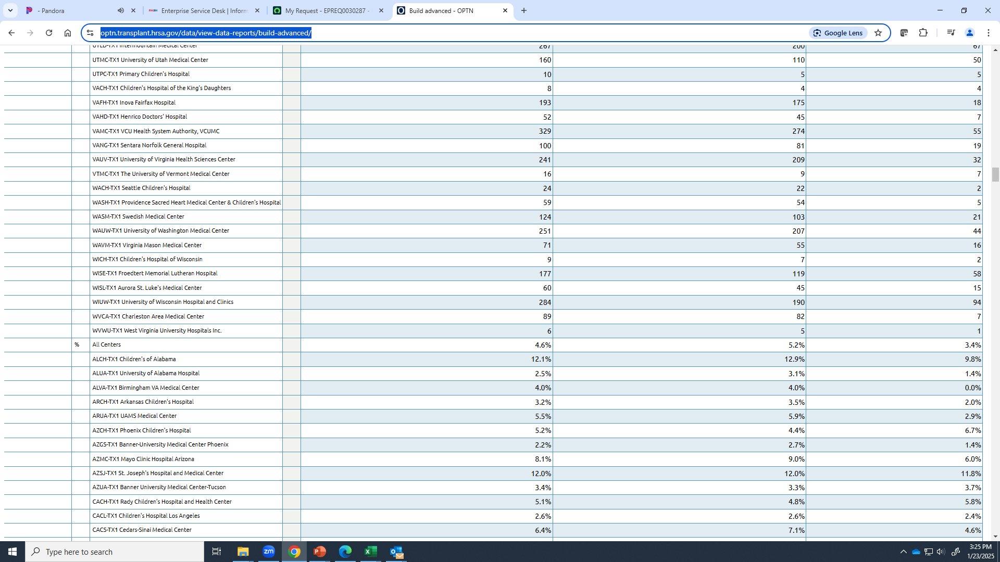 - Pandora
Enterprise Service Desk | Inform
My Request - EPREQ0030287 -
Build advanced - OPTN
optn.transplant.hrsa.gov/data/view-data-reports/build-advanced/
Google Lens
UTLD-TX1 Intermountain Medical Center 267 200 67
UTMC-TX1 University of Utah Medical Center 160 110 50
UTPC-TX1 Primary Children's Hospital 10 5 5
VACH-TX1 Children's Hospital of the King's Daughters 8 4 4
VAFH-TX1 Inova Fairfax Hospital 193 175 18
VAHD-TX1 Henrico Doctors' Hospital 52 45 7
VAMC-TX1 VCU Health System Authority, VCUMC 329 274 55
VANG-TX1 Sentara Norfolk General Hospital 100 81 19
VAUV-TX1 University of Virginia Health Sciences Center 241 209 32
VTMC-TX1 The University of Vermont Medical Center 16 9 7
WACH-TX1 Seattle Children's Hospital 24 22 2
WASH-TX1 Providence Sacred Heart Medical Center & Children's Hospital 59 54 5
WASM-TX1 Swedish Medical Center 124 103 21
WAUW-TX1 University of Washington Medical Center 251 207 44
WAVM-TX1 Virginia Mason Medical Center 71 55 16
WICH-TX1 Children's Hospital of Wisconsin 9 7 2
WISE-TX1 Froedtert Memorial Lutheran Hospital 177 119 58
WISL-TX1 Aurora St. Luke's Medical Center 60 45 15
WIUW-TX1 University of Wisconsin Hospital and Clinics 284 190 94
WVCA-TX1 Charleston Area Medical Center 89 82 7
WVWU-TX1 West Virginia University Hospitals Inc. 6 5 1
% All Centers 4.6% 5.2% 3.4%
ALCH-TX1 Children's of Alabama 12.1% 12.9% 9.8%
ALUA-TX1 University of Alabama Hospital 2.5% 3.1% 1.4%
ALVA-TX1 Birmingham VA Medical Center 4.0% 4.0% 0.0%
ARCH-TX1 Arkansas Children's Hospital 3.2% 3.5% 2.0%
ARUA-TX1 UAMS Medical Center 5.5% 5.9% 2.9%
AZCH-TX1 Phoenix Children's Hospital 5.2% 4.4% 6.7%
AZGS-TX1 Banner-University Medical Center Phoenix 2.2% 2.7% 1.4%
AZMC-TX1 Mayo Clinic Hospital Arizona 8.1% 9.0% 6.0%
AZSJ-TX1 St. Joseph's Hospital and Medical Center 12.0% 12.0% 11.8%
AZUA-TX1 Banner University Medical Center-Tucson 3.4% 3.3% 3.7%
CACH-TX1 Rady Children's Hospital and Health Center 5.1% 4.8% 5.8%
CACL-TX1 Children's Hospital Los Angeles 2.6% 2.6% 2.4%
CACS-TX1 Cedars-Sinai Medical Center 6.4% 7.1% 4.6%
Type here to search
zm
3:25 PM
1/23/2025